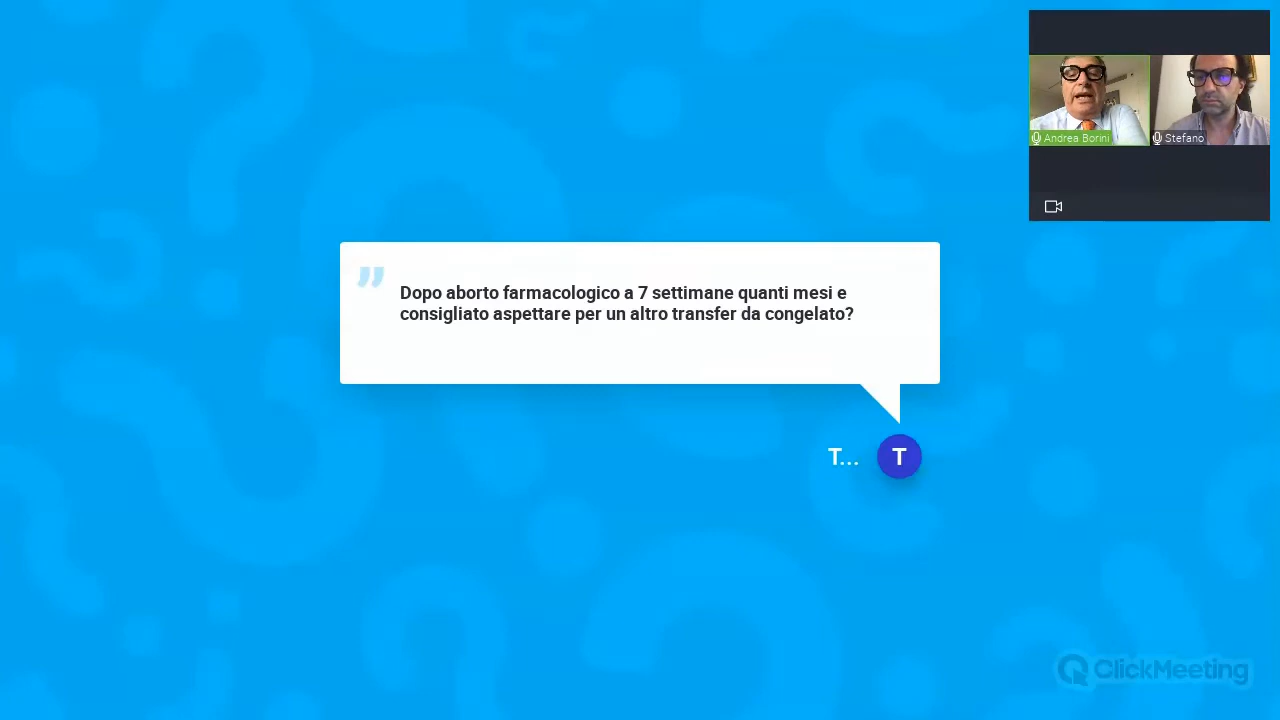 Andrea Borini
Stefano
Dopo aborto farmacologico a 7 settimane quanti mesi e
consigliato aspettare per un altro transfer da congelato?
T...
T
ClickMeeting